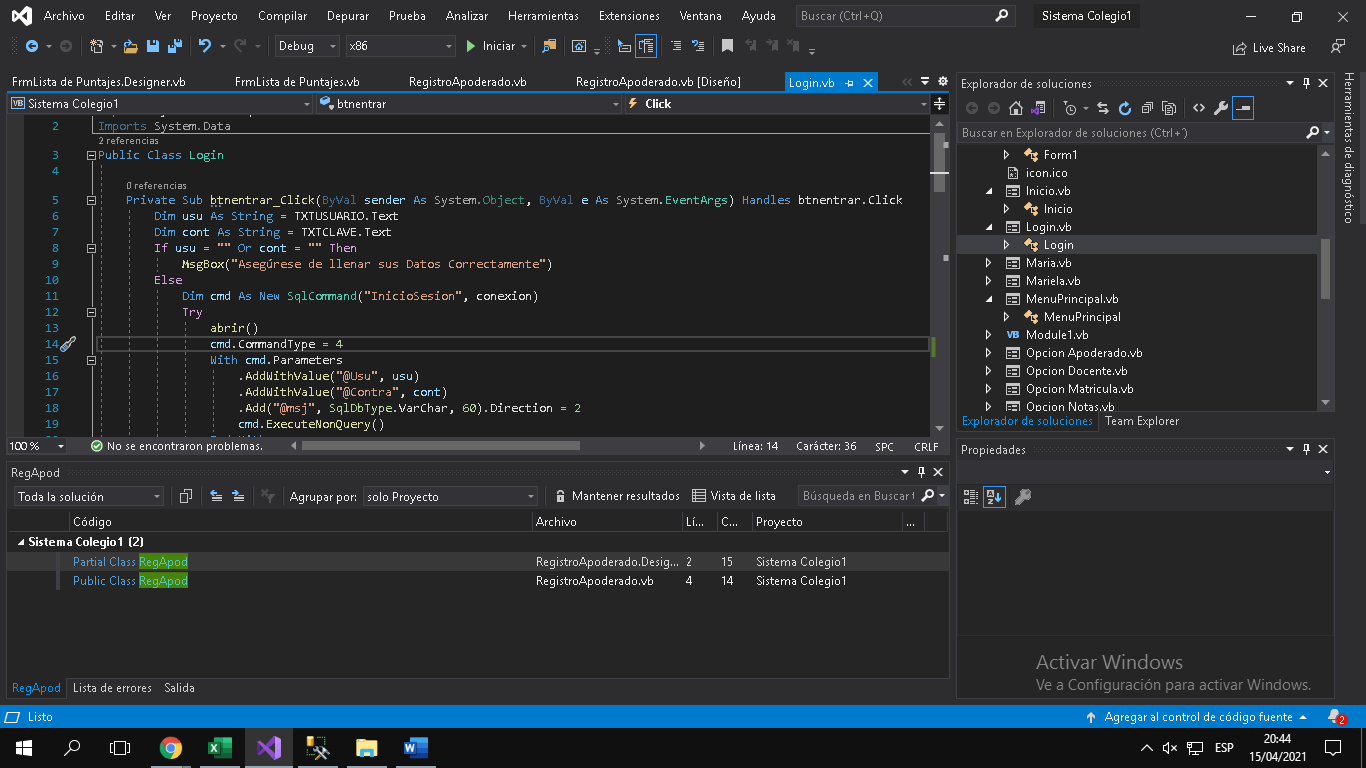 Archivo Editar Ver Proyecto Compilar Depurar Prueba Analizar Herramientas Extensiones Ventana Ayuda Buscar (Ctrl+Q) Sistema Colegio1
Debug x86 Iniciar Live Share
FrmLista de Puntajes.Designer.vb FrmLista de Puntajes.vb RegistroApoderado.vb RegistroApoderado.vb [Diseño] Login.vb
Sistema Colegio1 btnentrar Click
2 Imports System.Data
2 referencias
3 Public Class Login
4
0 referencias
5 Private Sub btnentrar_Click(ByVal sender As System.Object, ByVal e As System.EventArgs) Handles btnentrar.Click
6 Dim usu As String = TXTUSUARIO.Text
7 Dim cont As String = TXTCLAVE.Text
8 If usu = "" Or cont = "" Then
9 MsgBox("Asegúrese de llenar sus Datos Correctamente")
10 Else
11 Dim cmd As New SqlCommand("InicioSesion", conexion)
12 Try
13 abrir()
14 cmd.CommandType = 4
15 With cmd.Parameters
16 .AddWithValue("@Usu", usu)
17 .AddWithValue("@Contra", cont)
18 .Add("@msj", SqlDbType.VarChar, 60).Direction = 2
19 cmd.ExecuteNonQuery()
100 % No se encontraron problemas. Línea: 14 Carácter: 36 SPC CRLF
RegApod
Toda la solución Agrupar por: solo Proyecto Mantener resultados Vista de lista Búsqueda en Buscar
Código Archivo Lí... C... Proyecto ...
Sistema Colegio1 (2)
Partial Class RegApod RegistroApoderado.Desig... 2 15 Sistema Colegio1
Public Class RegApod RegistroApoderado.vb 4 14 Sistema Colegio1
RegApod Lista de errores Salida
Explorador de soluciones
Buscar en Explorador de soluciones (Ctrl+´)
Form1
icon.ico
Inicio.vb
Inicio
Login.vb
Login
Maria.vb
Mariela.vb
MenuPrincipal.vb
MenuPrincipal
VB Module1.vb
Opcion Apoderado.vb
Opcion Docente.vb
Opcion Matricula.vb
Opcion Notas.vb
Explorador de soluciones Team Explorer
Propiedades
Herramientas de diagnóstico
Activar Windows
Ve a Configuración para activar Windows.
Listo Agregar al control de código fuente 2
ESP 20:44
15/04/2021